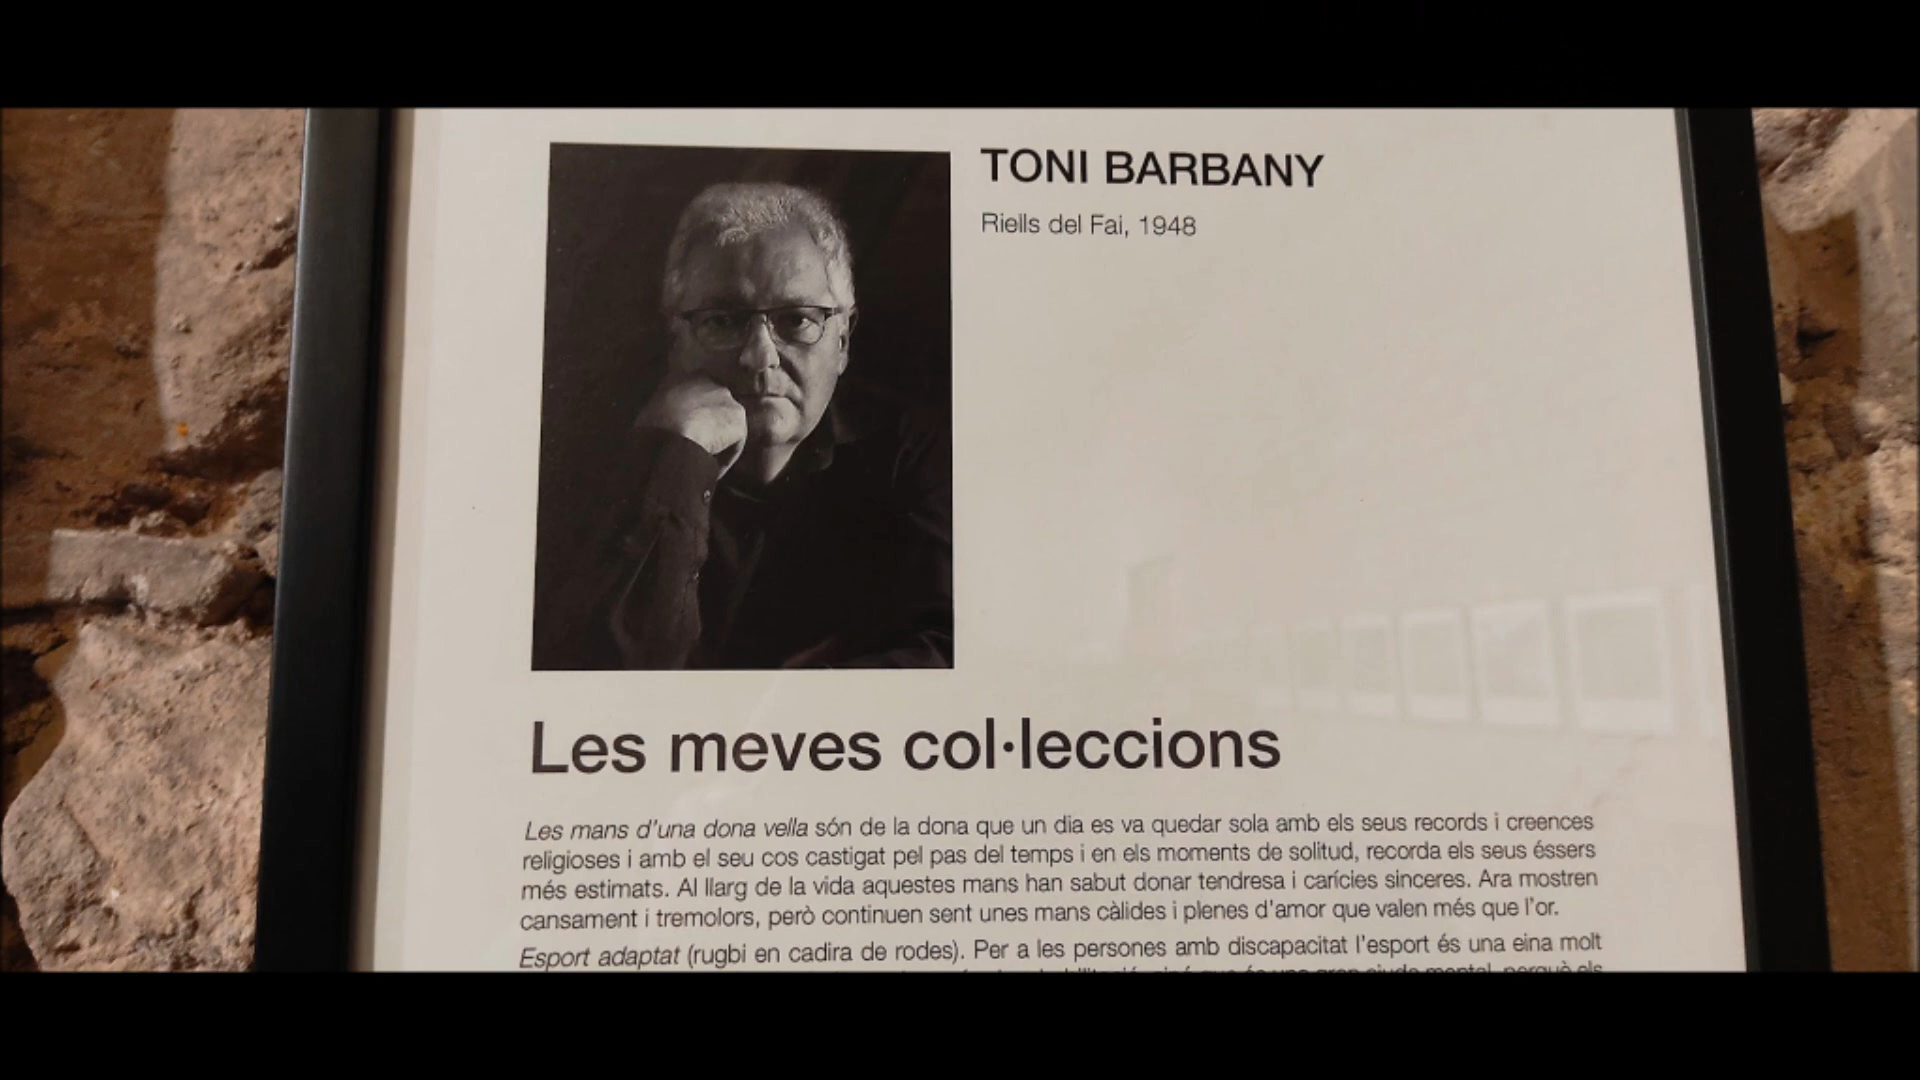 TONI BARBANY
Riells del Fai, 1948
Les meves col·leccions
Les mans d'una dona vella són de la dona que un dia es va quedar sola amb els seus records i creences
religioses i amb el seu cos castigat pel pas del temps i en els moments de solitud, recorda els seus éssers
més estimats. Al llarg de la vida aquestes mans han sabut donar tendresa i carícies sinceres. Ara mostren
cansament i tremolors, però continuen sent unes mans càlides i plenes d'amor que valen més que l'or.
Esport adaptat (rugbi en cadira de rodes). Per a les persones amb discapacitat l'esport és una eina molt